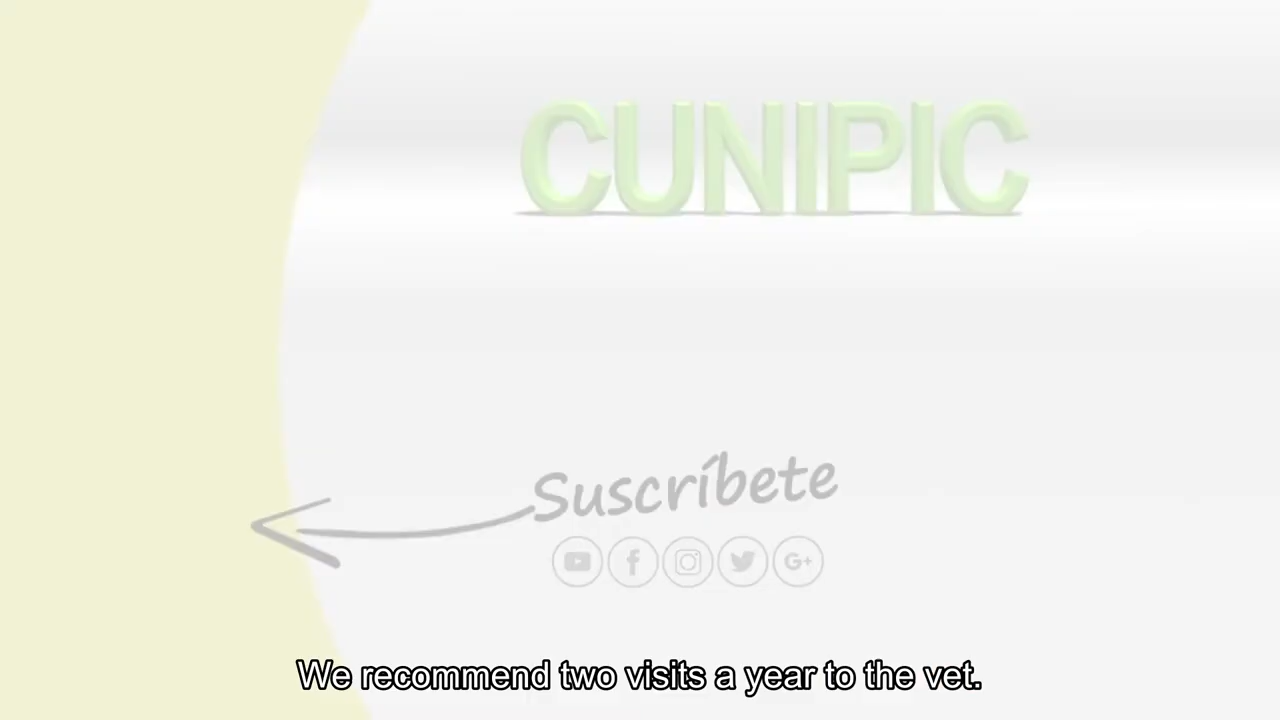 CUNIPIC
Suscríbete
G+
We recommend two visits a year to the vet.